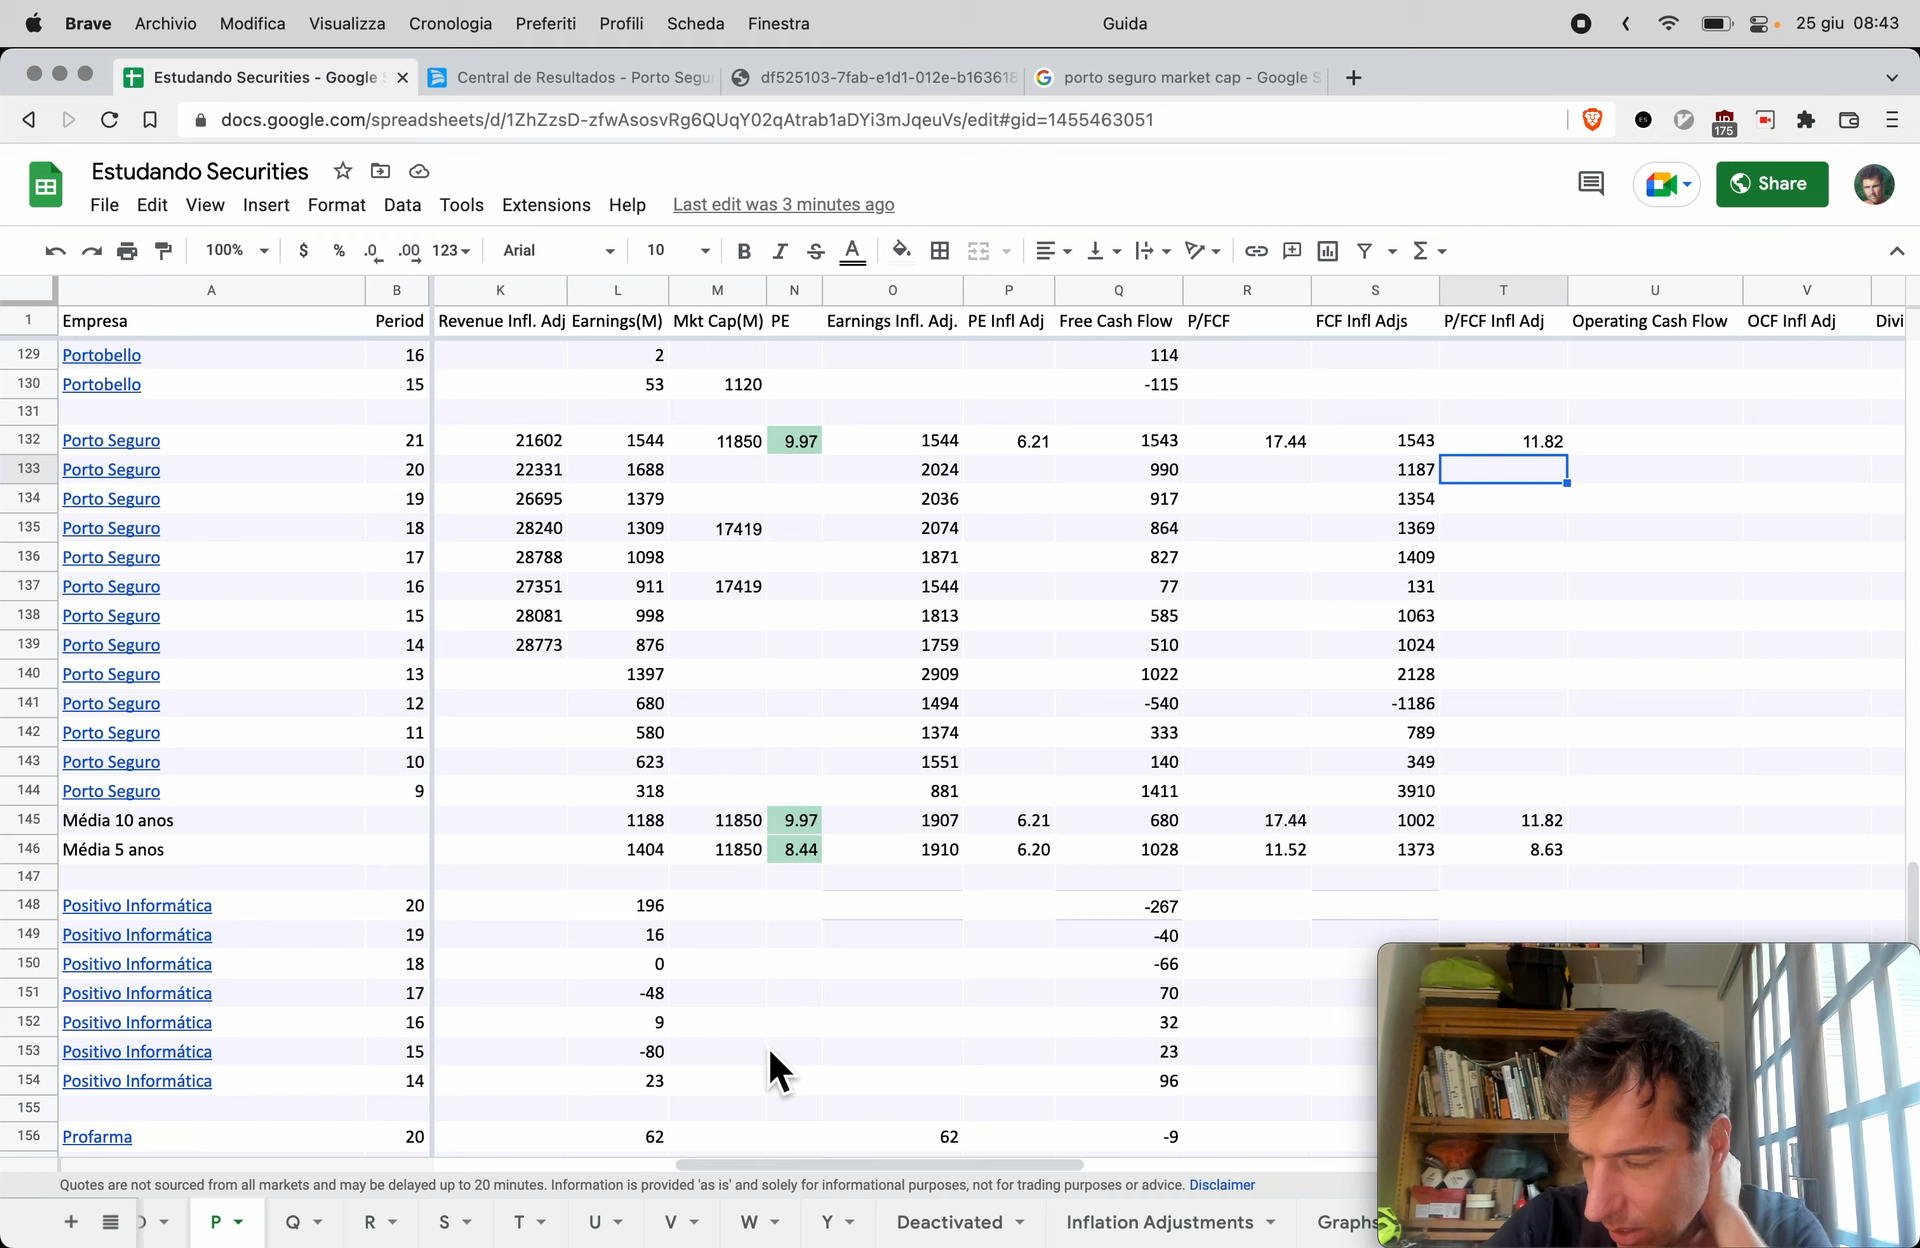 Brave Archivio Modifica Visualizza Cronologia Preferiti Profili Scheda Finestra Guida 25 giu 08:43
Estudando Securities - Google S Central de Resultados - Porto Segur df525103-7fab-e1d1-012e-b163618 porto seguro market cap - Google S
docs.google.com/spreadsheets/d/1ZhZzsD-zfwAsosvRg6QUqY02qAtrab1aDYi3mJqeuVs/edit#gid=1455463051 175
Estudando Securities Share
File Edit View Insert Format Data Tools Extensions Help Last edit was 3 minutes ago
100% $ % .0 .00 123 Arial 10 B I S A
A B K L M N O P Q R S T U V
1 Empresa Period Revenue Infl. Adj Earnings(M) Mkt Cap(M) PE Earnings Infl. Adj. PE Infl Adj Free Cash Flow P/FCF FCF Infl Adjs P/FCF Infl Adj Operating Cash Flow OCF Infl Adj Divi
129 Portobello 16 2 114
130 Portobello 15 53 1120 -115
131
132 Porto Seguro 21 21602 1544 11850 9.97 1544 6.21 1543 17.44 1543 11.82
133 Porto Seguro 20 22331 1688 2024 990 1187
134 Porto Seguro 19 26695 1379 2036 917 1354
135 Porto Seguro 18 28240 1309 17419 2074 864 1369
136 Porto Seguro 17 28788 1098 1871 827 1409
137 Porto Seguro 16 27351 911 17419 1544 77 131
138 Porto Seguro 15 28081 998 1813 585 1063
139 Porto Seguro 14 28773 876 1759 510 1024
140 Porto Seguro 13 1397 2909 1022 2128
141 Porto Seguro 12 680 1494 -540 -1186
142 Porto Seguro 11 580 1374 333 789
143 Porto Seguro 10 623 1551 140 349
144 Porto Seguro 9 318 881 1411 3910
145 Média 10 anos 1188 11850 9.97 1907 6.21 680 17.44 1002 11.82
146 Média 5 anos 1404 11850 8.44 1910 6.20 1028 11.52 1373 8.63
147
148 Positivo Informática 20 196 -267
149 Positivo Informática 19 16 -40
150 Positivo Informática 18 0 -66
151 Positivo Informática 17 -48 70
152 Positivo Informática 16 9 32
153 Positivo Informática 15 -80 23
154 Positivo Informática 14 23 96
155
156 Profarma 20 62 62 -9
Quotes are not sourced from all markets and may be delayed up to 20 minutes. Information is provided 'as is' and solely for informational purposes, not for trading purposes or advice. Disclaimer
P Q R S T U V W Y Deactivated Inflation Adjustments Graphs